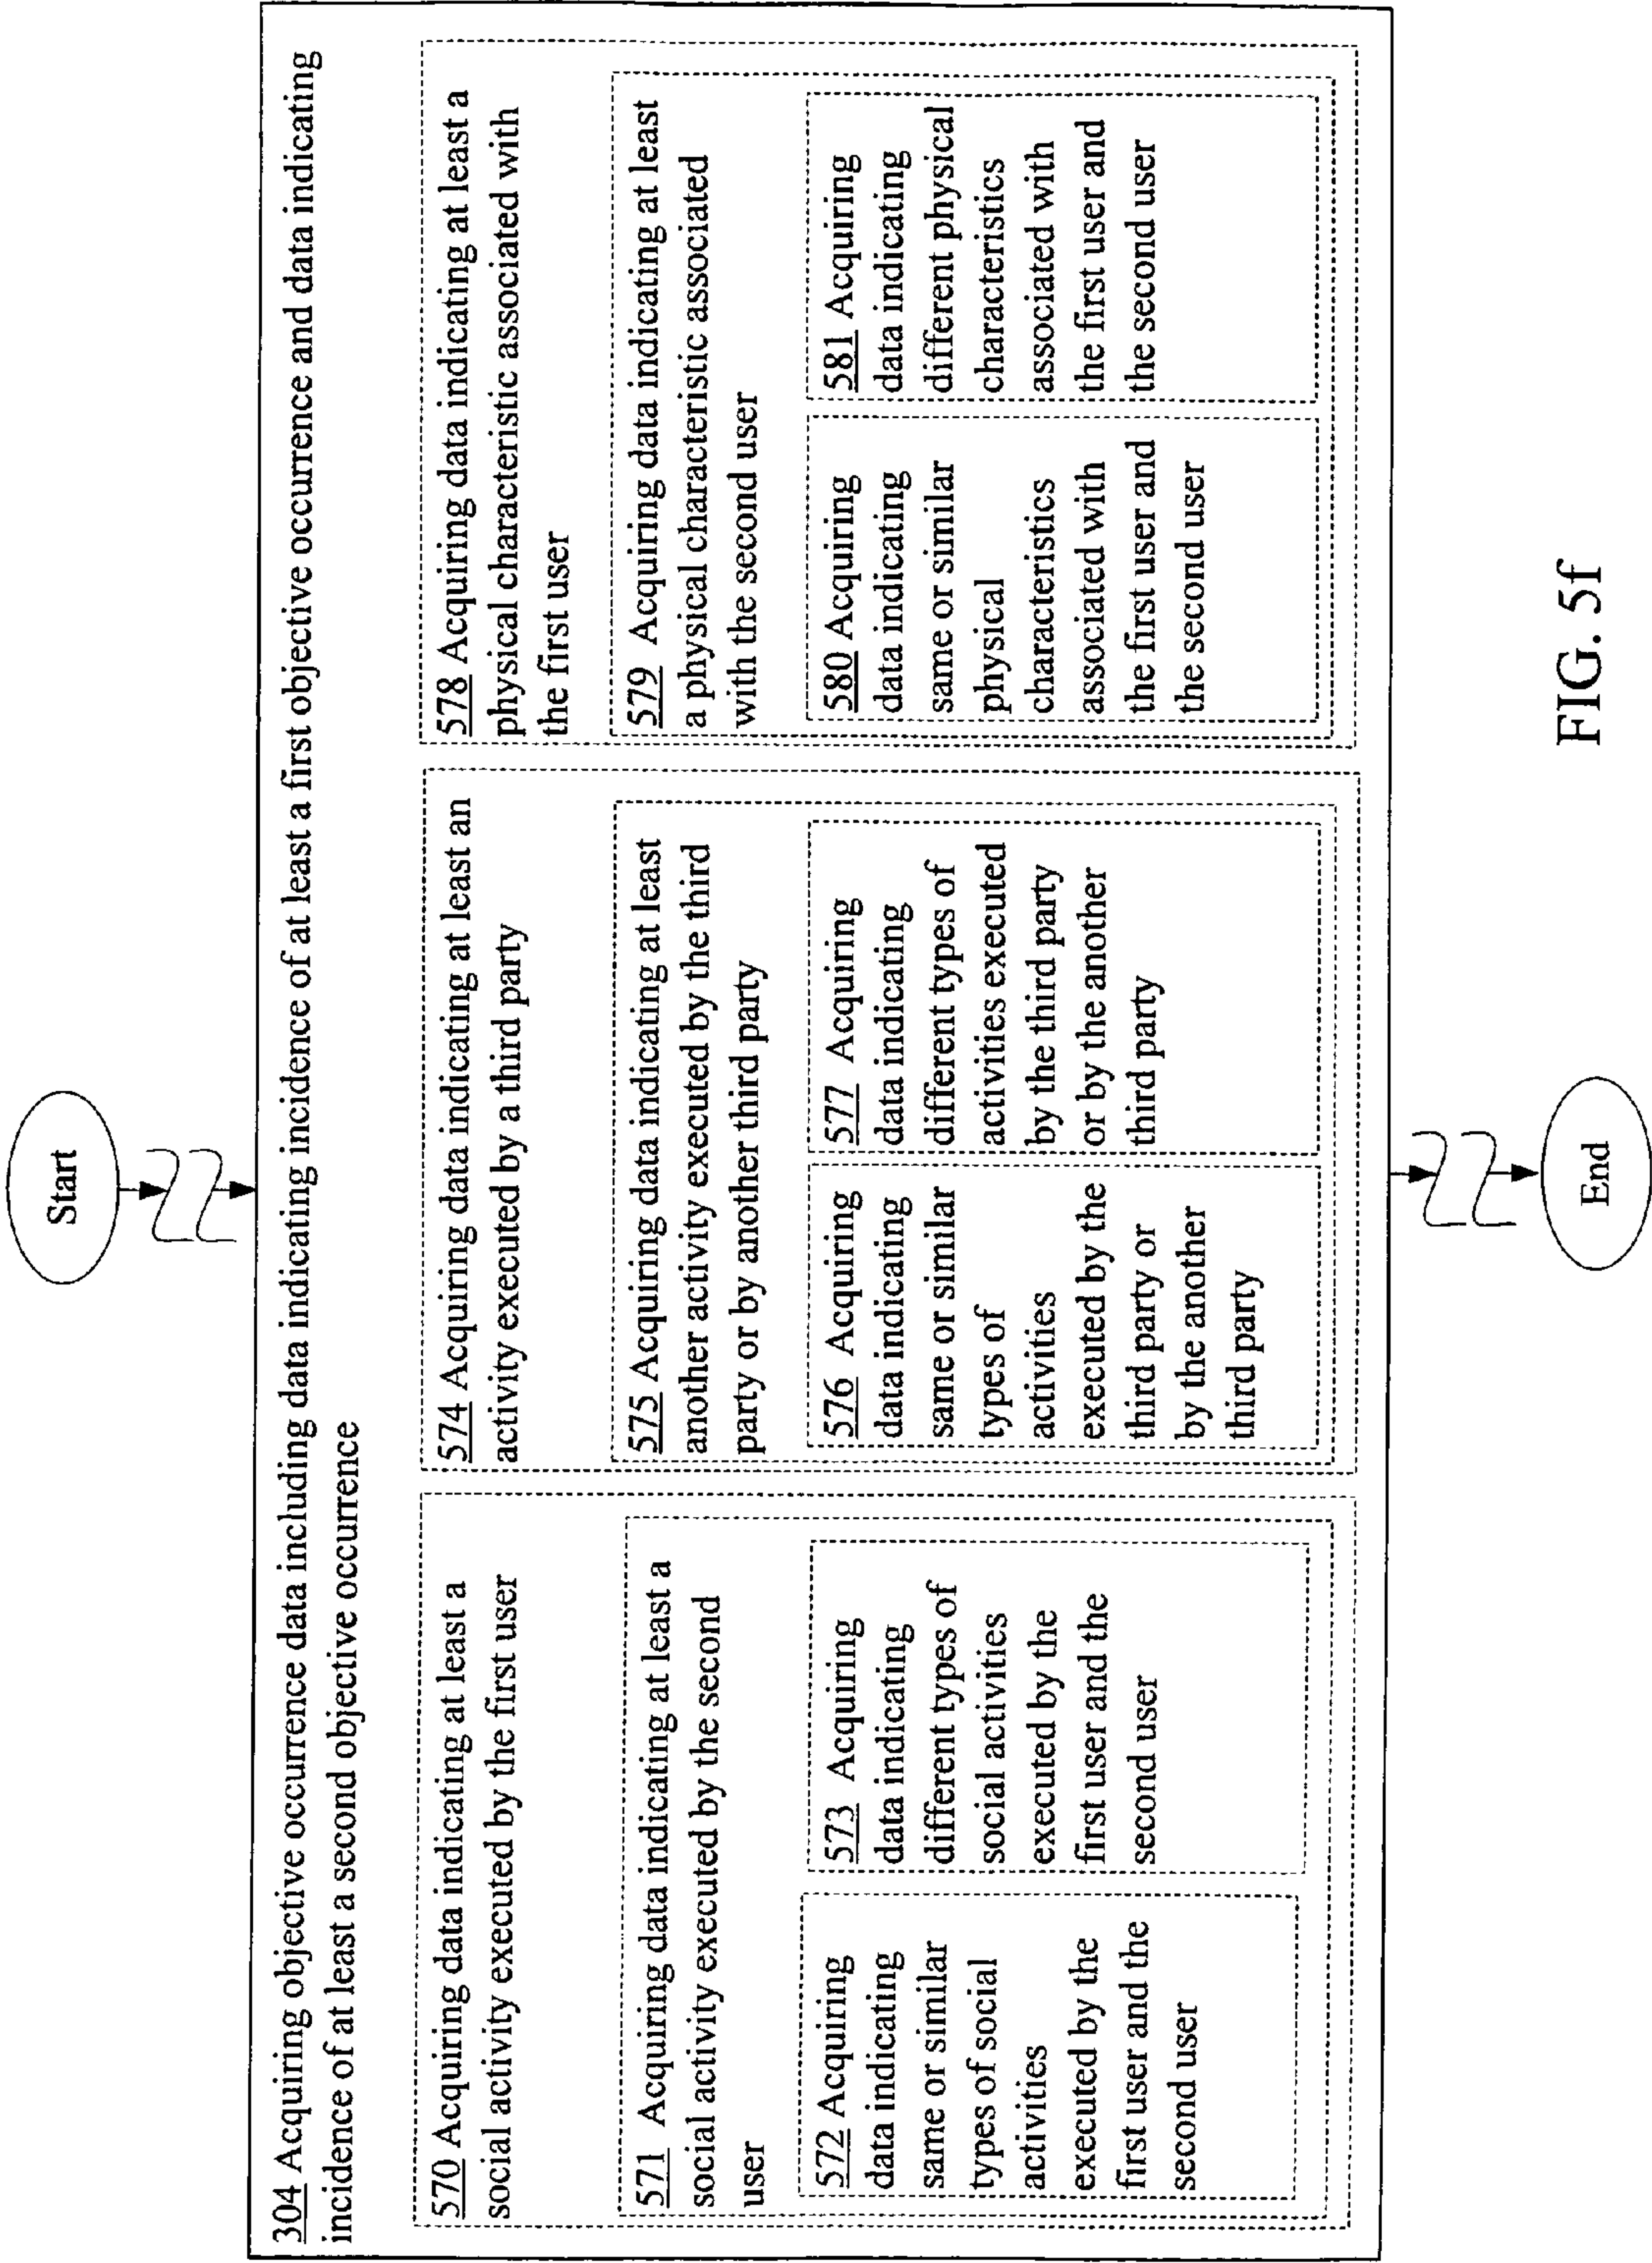 Start
304 Acquiring objective occurrence data including data indicating incidence of at least a first objective occurrence and data indicating
incidence of at least a second objective occurrence
570 Acquiring data indicating at least a
social activity executed by the first user
571 Acquiring data indicating at least a
social activity executed by the second
user
572 Acquiring
data indicating
same or similar
types of social
activities
executed by the
first user and the
second user
573 Acquiring
data indicating
different types of
social activities
executed by the
first user and the
second user
574 Acquiring data indicating at least an
activity executed by a third party
575 Acquiring data indicating at least
another activity executed by the third
party or by another third party
576 Acquiring
data indicating
same or similar
types of
activities
executed by the
third party or
by the another
third party
577 Acquiring
data indicating
different types of
activities executed
by the third party
or by the another
third party
578 Acquiring data indicating at least a
physical characteristic associated with
the first user
579 Acquiring data indicating at least
a physical characteristic associated
with the second user
580 Acquiring
data indicating
same or similar
physical
characteristics
associated with
the first user and
the second user
581 Acquiring
data indicating
different physical
characteristics
associated with
the first user and
the second user
End
FIG. 5f